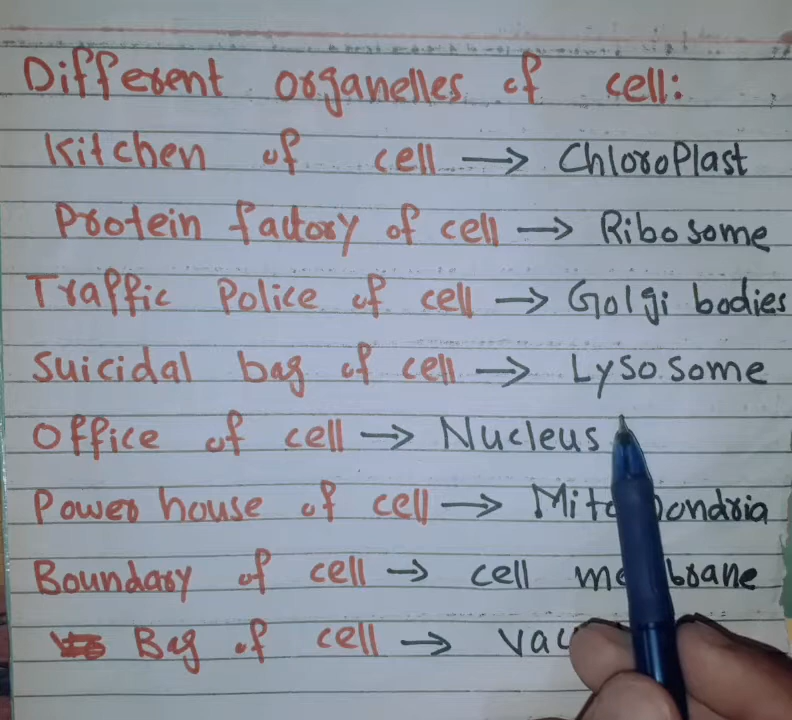 Different organelles of cell:
Kitchen of cell → ChloroPlast
Protein factory of cell → Ribosome
Traffic Police of cell → Golgi bodies
Suicidal bag of cell → Lysosome
Office of cell → Nucleus
Power house of cell → Mitochondria
Boundary of cell → cell membrane
Bag of cell →